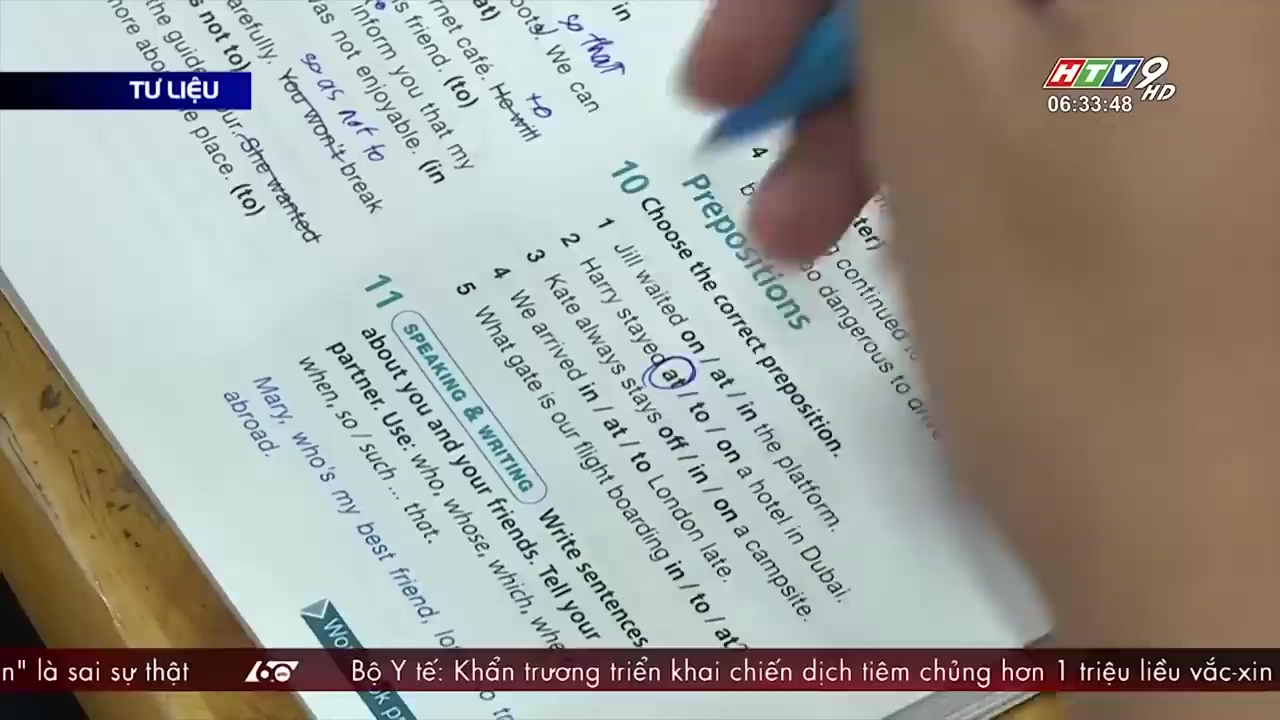 TƯ LIỆU
HTV9 HD
06:33:48
in
so that
We can
to
He will
rnet café.
s friend. (to)
inform you that my
was not enjoyable. (in
so as not to
arefully. You won't break
s not to)
the guide
our. She wanted
more about
e place. (to)
4
ter)
continued
oo dangerous to drive
Prepositions
10 Choose the correct preposition.
1 Jill waited on / at / in the platform.
2 Harry stayed at / to / on a hotel in Dubai.
3 Kate always stays off / in / on a campsite.
4 We arrived in / at / to London late.
5 What gate is our flight boarding in / to / at?
11 SPEAKING & WRITING Write sentences
about you and your friends. Tell your
partner. Use: who, whose, which, whe
when, so / such ... that.
Mary, who's my best friend, lo
abroad.
n" là sai sự thật
60
Bộ Y tế: Khẩn trương triển khai chiến dịch tiêm chủng hơn 1 triệu liều vắc-xin